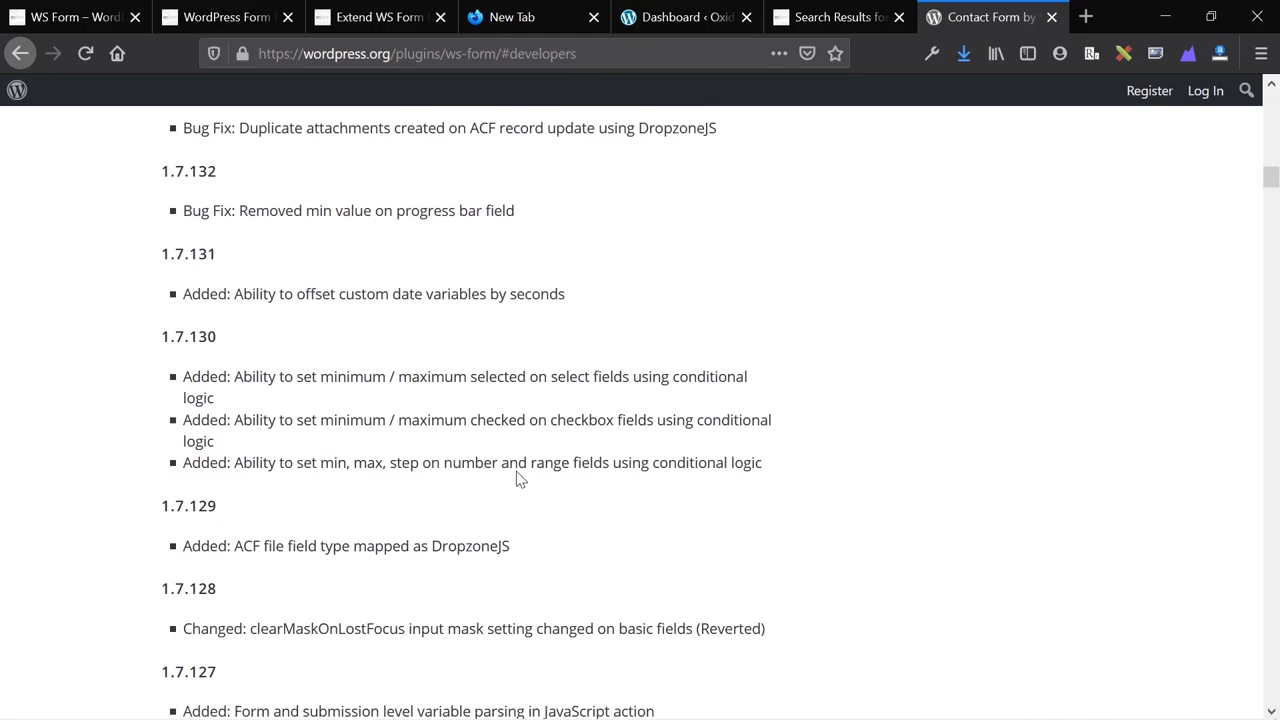 WS Form – WordP
WordPress Form
Extend WS Form
New Tab
Dashboard ‹ Oxid
Search Results fo
Contact Form by
https://wordpress.org/plugins/ws-form/#developers
Register
Log In
Bug Fix: Duplicate attachments created on ACF record update using DropzoneJS
1.7.132
Bug Fix: Removed min value on progress bar field
1.7.131
Added: Ability to offset custom date variables by seconds
1.7.130
Added: Ability to set minimum / maximum selected on select fields using conditional
logic
Added: Ability to set minimum / maximum checked on checkbox fields using conditional
logic
Added: Ability to set min, max, step on number and range fields using conditional logic
1.7.129
Added: ACF file field type mapped as DropzoneJS
1.7.128
Changed: clearMaskOnLostFocus input mask setting changed on basic fields (Reverted)
1.7.127
Added: Form and submission level variable parsing in JavaScript action